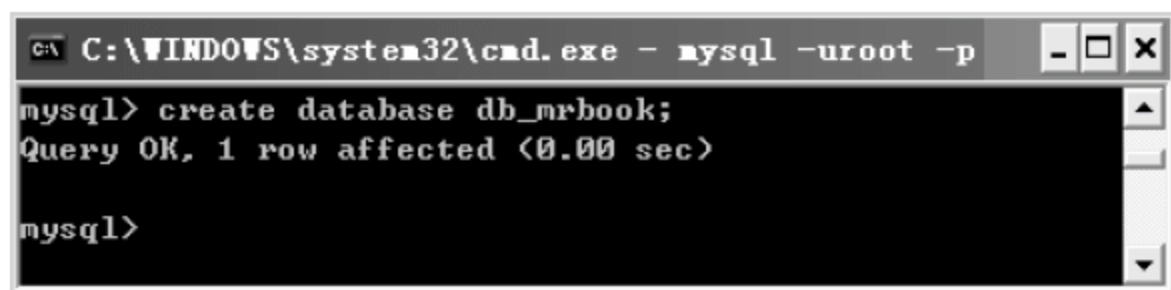 C:\WINDOWS\system32\cmd.exe - mysql -uroot -p
mysql> create database db_mrbook;
Query OK, 1 row affected (0.00 sec)
mysql>